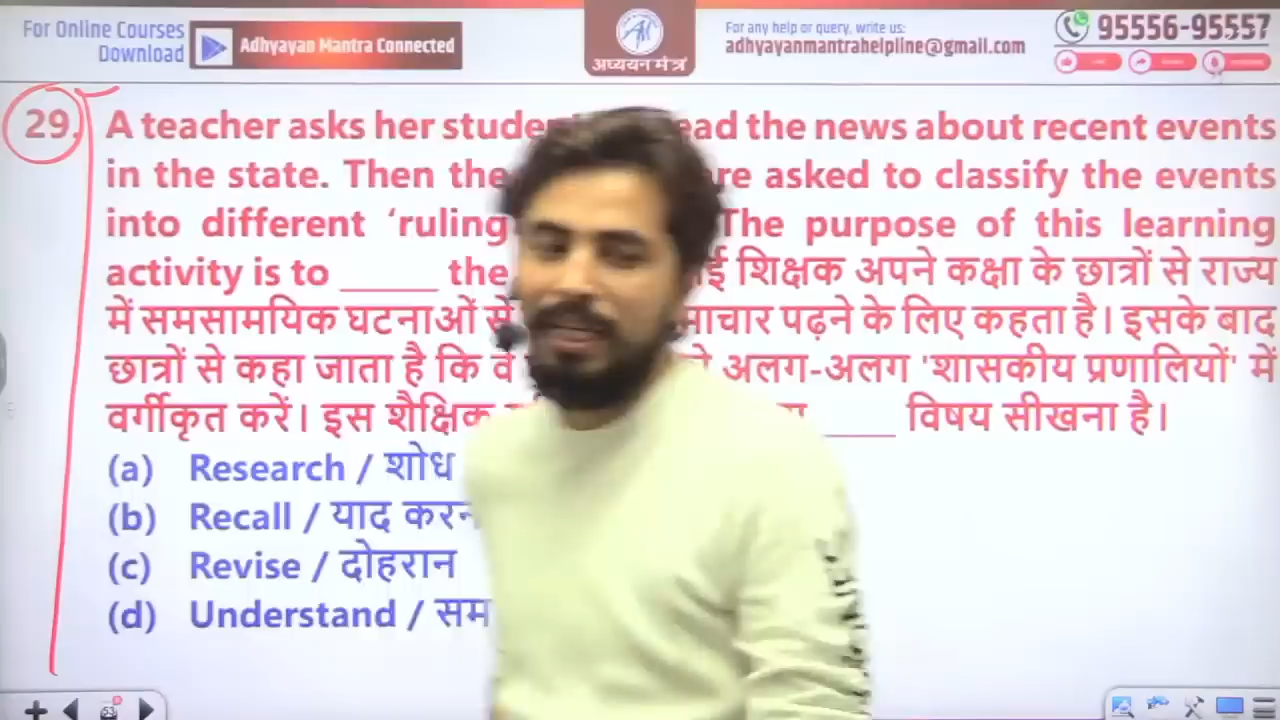 For Online Courses
Download
Adhyayan Mantra Connected
अध्ययन मंत्र
For any help or query, write us:
adhyayanmantrahelpline@gmail.com
95556-95557
29. A teacher asks her ead the news about recent events
in the state. Then the re asked to classify the events
into different ‘ruling The purpose of this learning
activity is to _____ the ई शिक्षक अपने कक्षा के छात्रों से राज्य
में समसामयिक घटनाओं से माचार पढ़ने के लिए कहता है। इसके बाद
छात्रों से कहा जाता है कि वे अलग-अलग 'शासकीय प्रणालियों' में
वर्गीकृत करें। इस शैक्षिक _____ विषय सीखना है।
(a) Research / शोध
(b) Recall / याद
(c) Revise / दोहरान
(d) Understand /
53